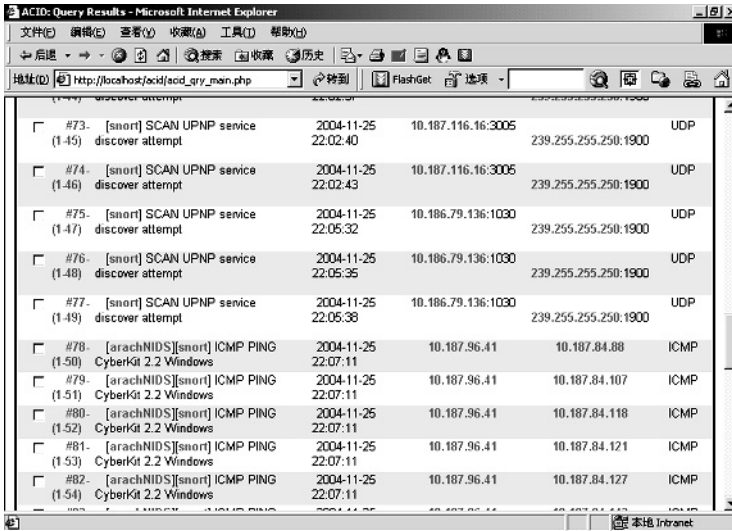 ACID: Query Results - Microsoft Internet Explorer
文件(F) 编辑(E) 查看(V) 收藏(A) 工具(T) 帮助(H)
后退 搜索 收藏 历史
地址(D) http://localhost/acid/acid_qry_main.php 转到 FlashGet 选项
(1-44) discover attempt 22:02:37
#73- [snort] SCAN UPNP service 2004-11-25 10.187.116.16:3005 UDP
(1-45) discover attempt 22:02:40 239.255.255.250:1900
#74- [snort] SCAN UPNP service 2004-11-25 10.187.116.16:3005 UDP
(1-46) discover attempt 22:02:43 239.255.255.250:1900
#75- [snort] SCAN UPNP service 2004-11-25 10.186.79.136:1030 UDP
(1-47) discover attempt 22:05:32 239.255.255.250:1900
#76- [snort] SCAN UPNP service 2004-11-25 10.186.79.136:1030 UDP
(1-48) discover attempt 22:05:35 239.255.255.250:1900
#77- [snort] SCAN UPNP service 2004-11-25 10.186.79.136:1030 UDP
(1-49) discover attempt 22:05:38 239.255.255.250:1900
#78- [arachNIDS][snort] ICMP PING 2004-11-25 10.187.96.41 10.187.84.88 ICMP
(1-50) CyberKit 2.2 Windows 22:07:11
#79- [arachNIDS][snort] ICMP PING 2004-11-25 10.187.96.41 10.187.84.107 ICMP
(1-51) CyberKit 2.2 Windows 22:07:11
#80- [arachNIDS][snort] ICMP PING 2004-11-25 10.187.96.41 10.187.84.118 ICMP
(1-52) CyberKit 2.2 Windows 22:07:11
#81- [arachNIDS][snort] ICMP PING 2004-11-25 10.187.96.41 10.187.84.121 ICMP
(1-53) CyberKit 2.2 Windows 22:07:11
#82- [arachNIDS][snort] ICMP PING 2004-11-25 10.187.96.41 10.187.84.127 ICMP
(1-54) CyberKit 2.2 Windows 22:07:11
本地 Intranet